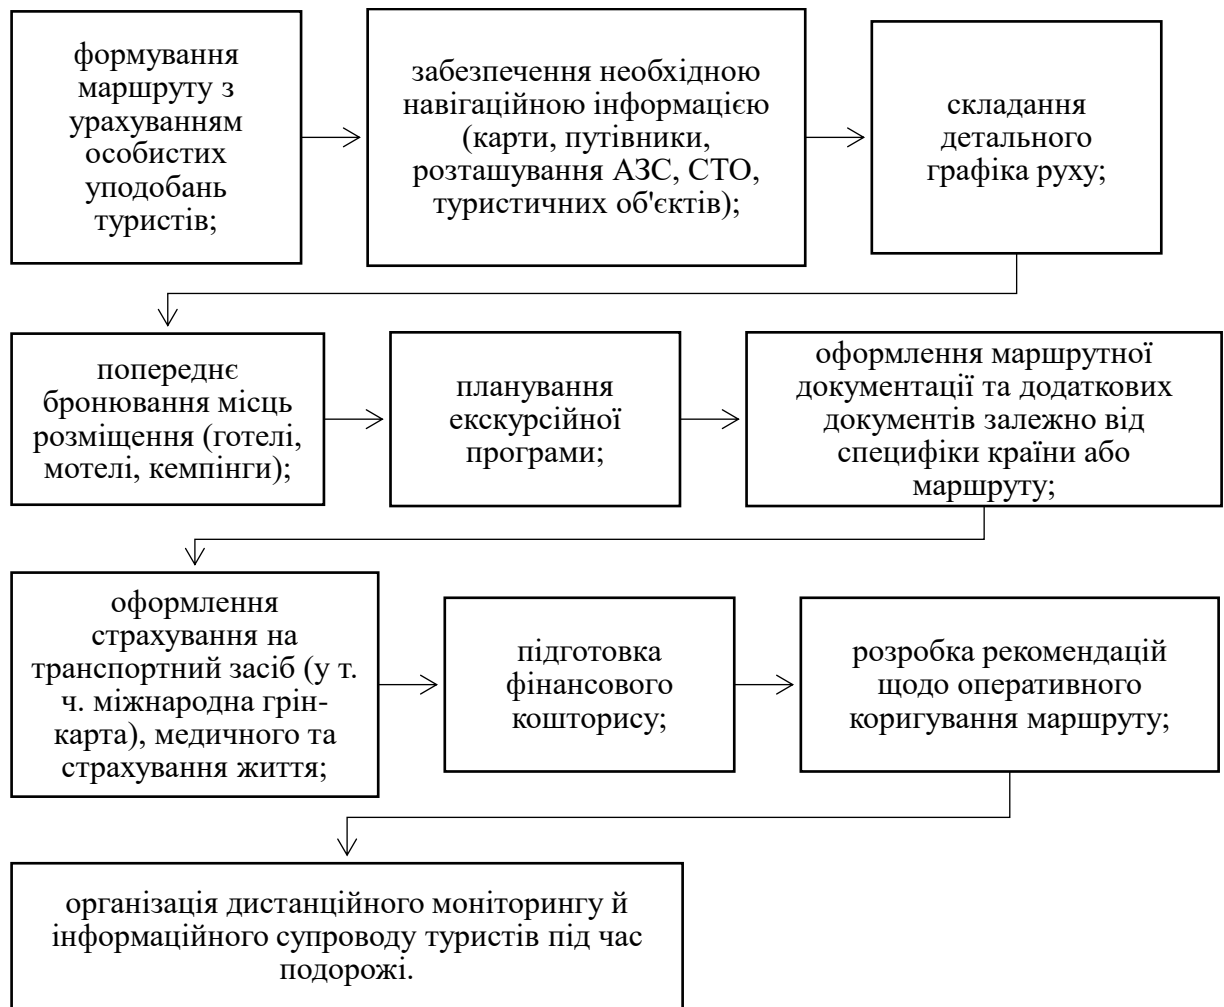 формування
маршруту з
урахуванням
особистих
уподобань
туристів;
забезпечення необхідною
навігаційною інформацією
(карти, путівники,
розташування АЗС, СТО,
туристичних об'єктів);
складання
детального
графіка руху;
попереднє
бронювання місць
розміщення (готелі,
мотелі, кемпінги);
планування
екскурсійної
програми;
оформлення маршрутної
документації та додаткових
документів залежно від
специфіки країни або
маршруту;
оформлення
страхування на
транспортний засіб (у т.
ч. міжнародна грін-
карта), медичного та
страхування життя;
підготовка
фінансового
кошторису;
розробка рекомендацій
щодо оперативного
коригування маршруту;
організація дистанційного моніторингу й
інформаційного супроводу туристів під час
подорожі.